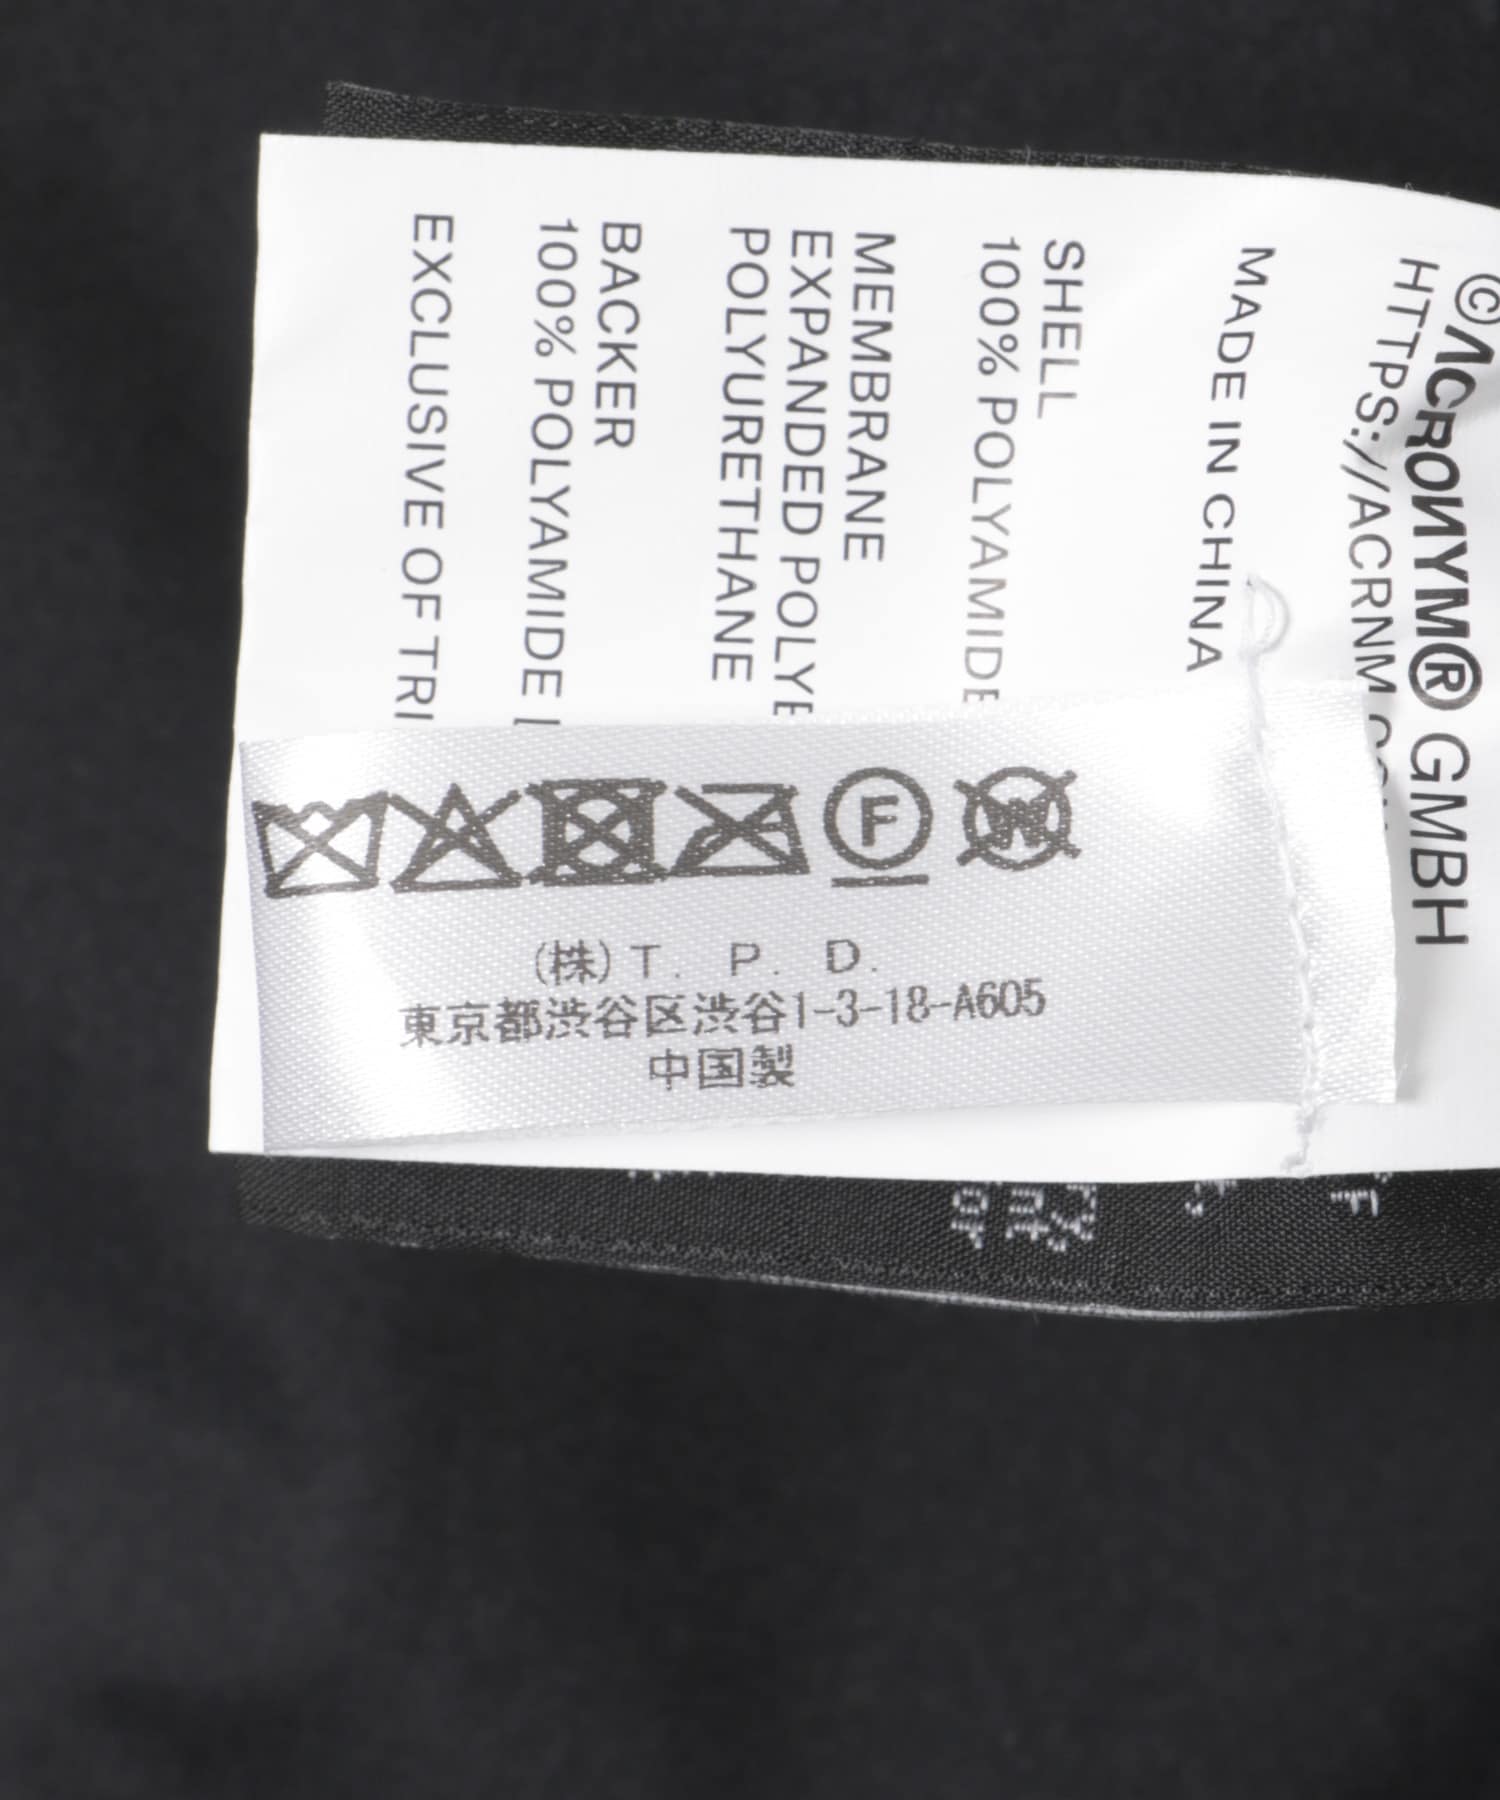 ©ACRONYM® GMBH
HTTPS://ACRNM
MADE IN CHINA
SHELL
100% POLYAMIDE
MEMBRANE
EXPANDED POLYE
POLYURETHANE
BACKER
100% POLYAMIDE
EXCLUSIVE OF TRI
F
W
(株)T. P. D.
東京都渋谷区渋谷1-3-18-A605
中国製